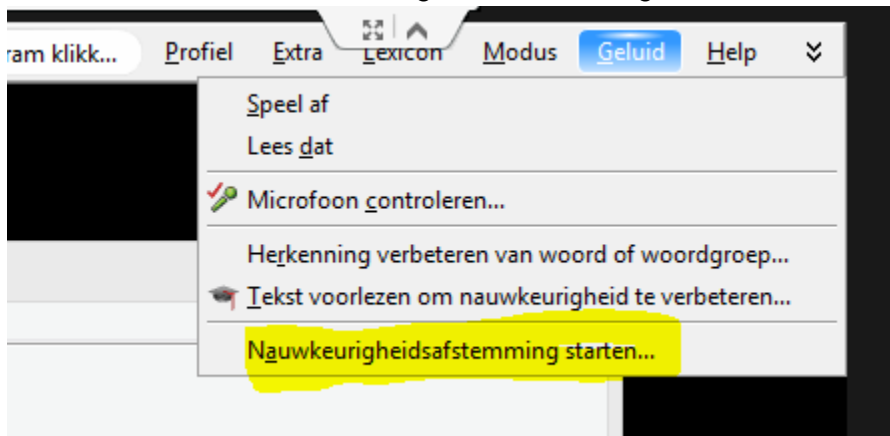 ram klikk... Profiel Extra Lexicon Modus Geluid Help
Speel af
Lees dat
Microfoon controleren...
Herkenning verbeteren van woord of woordgroep...
Tekst voorlezen om nauwkeurigheid te verbeteren...
Nauwkeurigheidsafstemming starten...